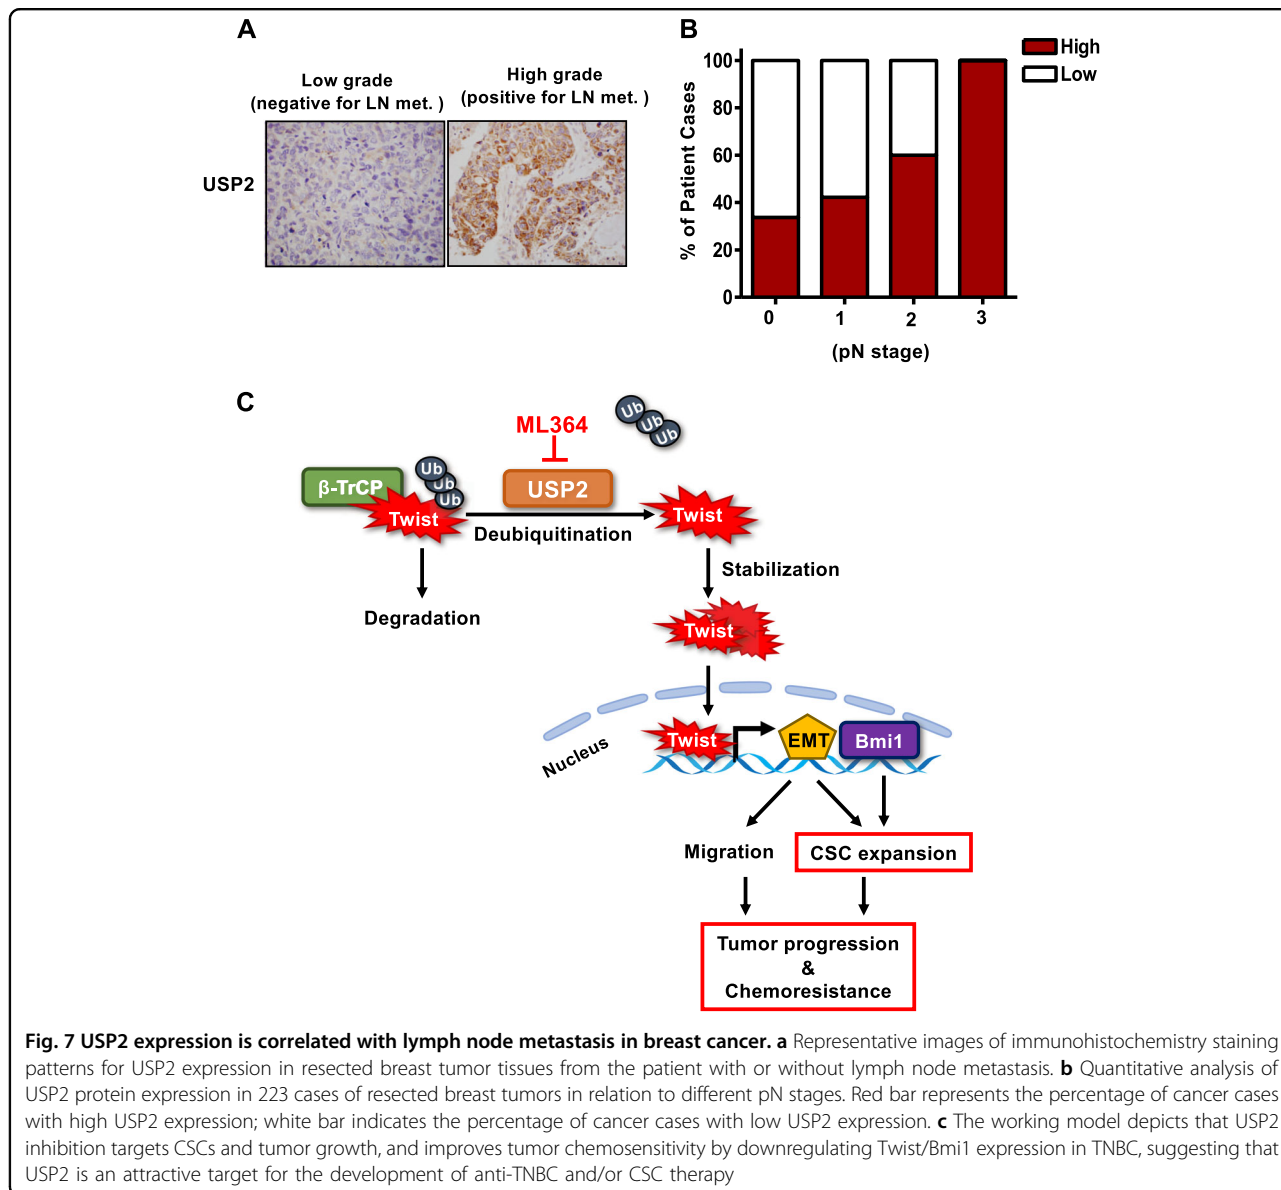 A
Low grade
(negative for LN met. )
High grade
(positive for LN met. )
USP2
B
High
Low
% of Patient Cases
100
80
60
40
20
0
0 1 2 3
(pN stage)
C
ML364
Ub
Ub
Ub
β-TrCP
Ub
Ub
Ub
USP2
Twist
Twist
Deubiquitination
Stabilization
Degradation
Twist
Nucleus
Twist
EMT
Bmi1
Migration
CSC expansion
Tumor progression
&
Chemoresistance
Fig. 7 USP2 expression is correlated with lymph node metastasis in breast cancer. a Representative images of immunohistochemistry staining
patterns for USP2 expression in resected breast tumor tissues from the patient with or without lymph node metastasis. b Quantitative analysis of
USP2 protein expression in 223 cases of resected breast tumors in relation to different pN stages. Red bar represents the percentage of cancer cases
with high USP2 expression; white bar indicates the percentage of cancer cases with low USP2 expression. c The working model depicts that USP2
inhibition targets CSCs and tumor growth, and improves tumor chemosensitivity by downregulating Twist/Bmi1 expression in TNBC, suggesting that
USP2 is an attractive target for the development of anti-TNBC and/or CSC therapy